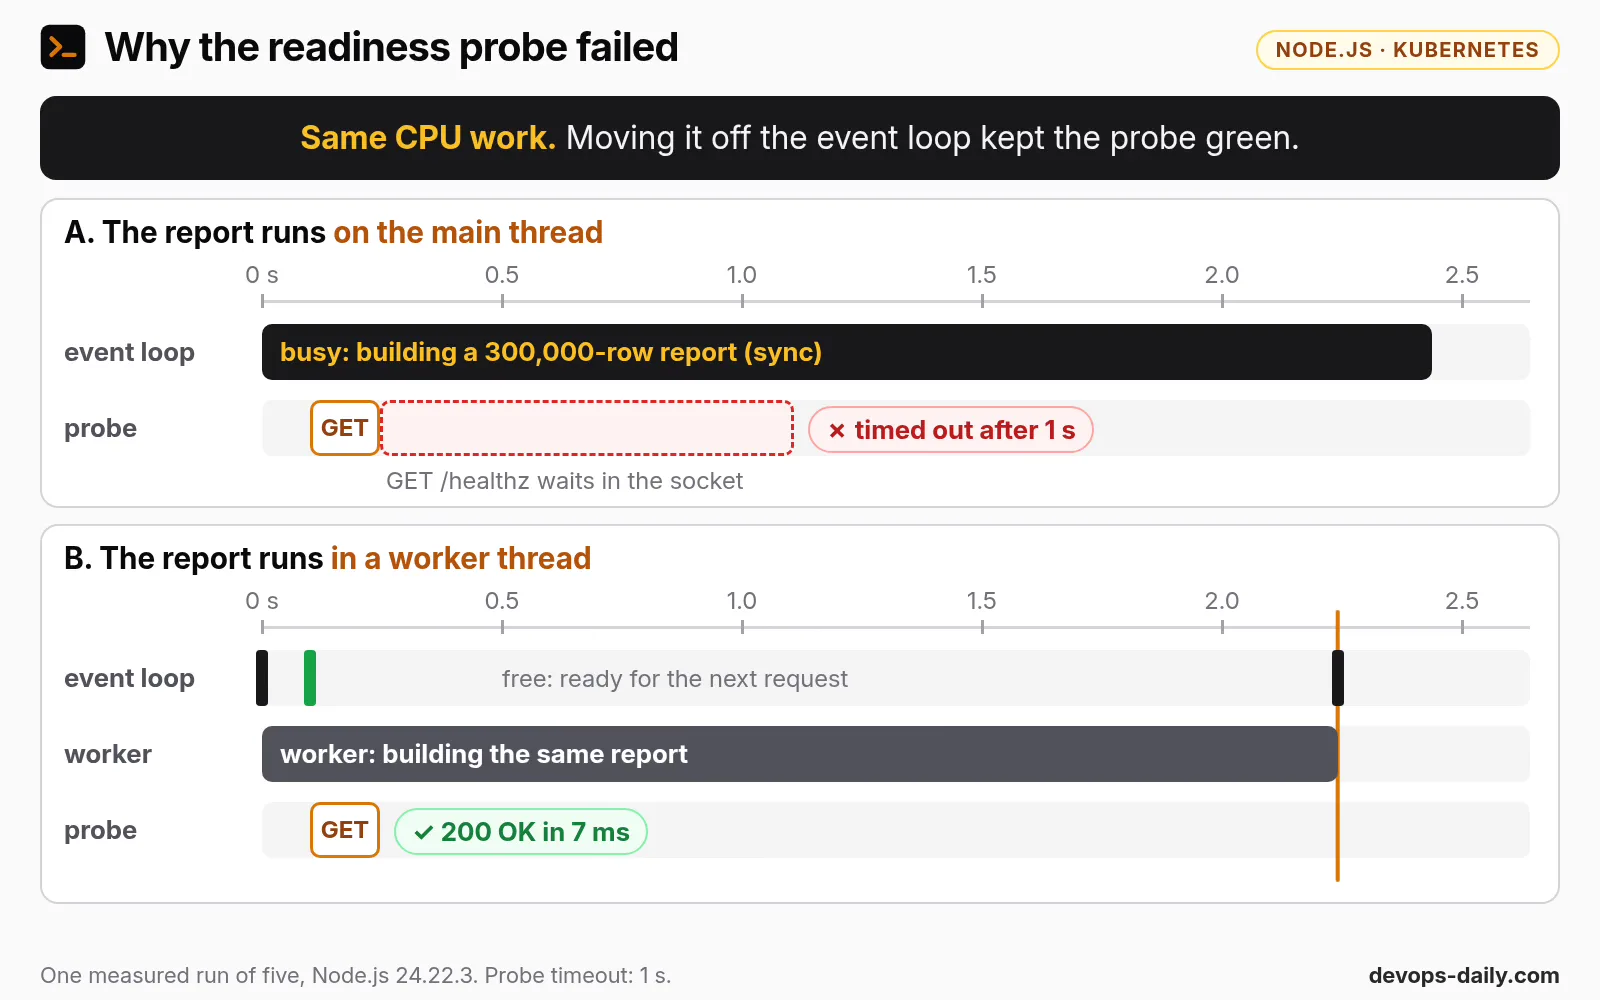 Why the readiness probe failed
NODE.JS · KUBERNETES
Same CPU work. Moving it off the event loop kept the probe green.
A. The report runs on the main thread
0 s 0.5 1.0 1.5 2.0 2.5
event loop busy: building a 300,000-row report (sync)
probe GET × timed out after 1 s
GET /healthz waits in the socket
B. The report runs in a worker thread
0 s 0.5 1.0 1.5 2.0 2.5
event loop free: ready for the next request
worker worker: building the same report
probe GET ✓ 200 OK in 7 ms
One measured run of five, Node.js 24.22.3. Probe timeout: 1 s.
devops-daily.com